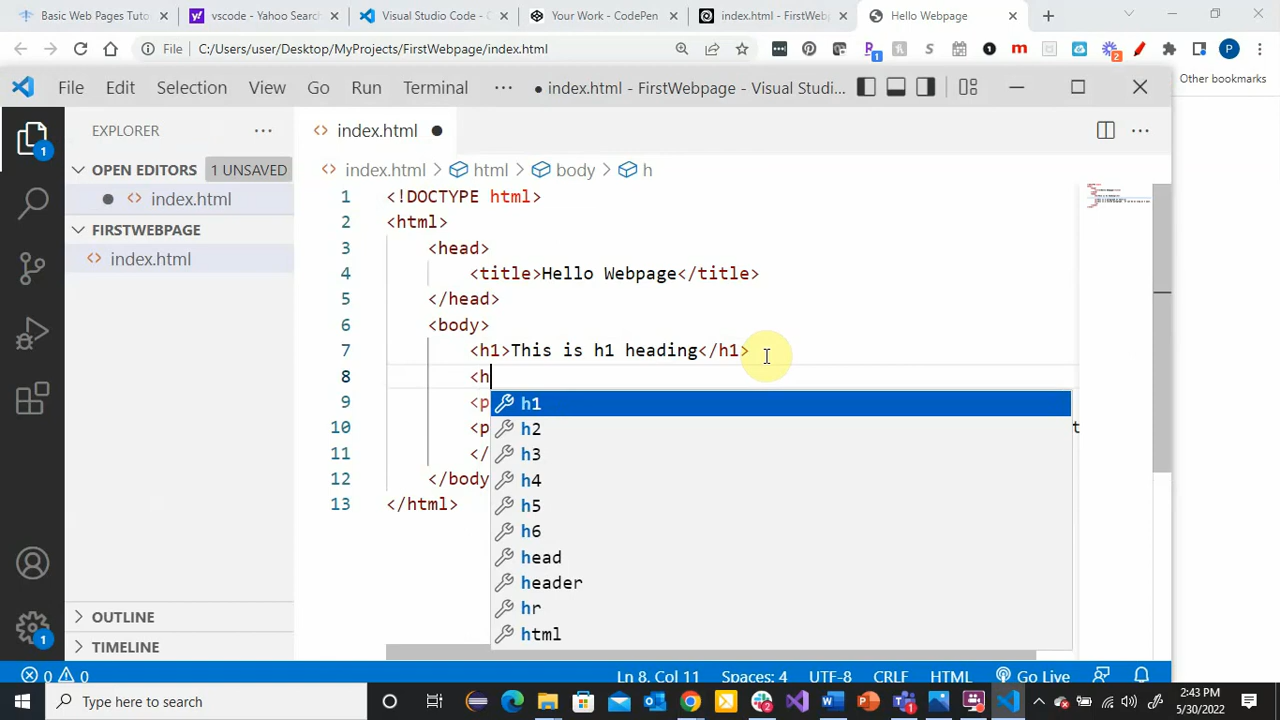 Basic Web Pages Tuto
vscode - Yahoo Search
Visual Studio Code - C
Your Work - CodePen
index.html - FirstWebp
Hello Webpage
File C:/Users/user/Desktop/MyProjects/FirstWebpage/index.html
P
Other bookmarks
File Edit Selection View Go Run Terminal ··· ● index.html - FirstWebpage - Visual Studi...
EXPLORER
index.html
OPEN EDITORS 1 UNSAVED
index.html > html > body > h
index.html
FIRSTWEBPAGE
index.html
1 <!DOCTYPE html>
2 <html>
3 <head>
4 <title>Hello Webpage</title>
5 </head>
6 <body>
7 <h1>This is h1 heading</h1>
8 <h
9 <p
10 <p t
11 </
12 </body
13 </html>
h1
h2
h3
h4
h5
h6
head
header
hr
html
OUTLINE
TIMELINE
0 0 Ln 8, Col 11 Spaces: 4 UTF-8 CRLF HTML Go Live
Type here to search
2:43 PM
5/30/2022